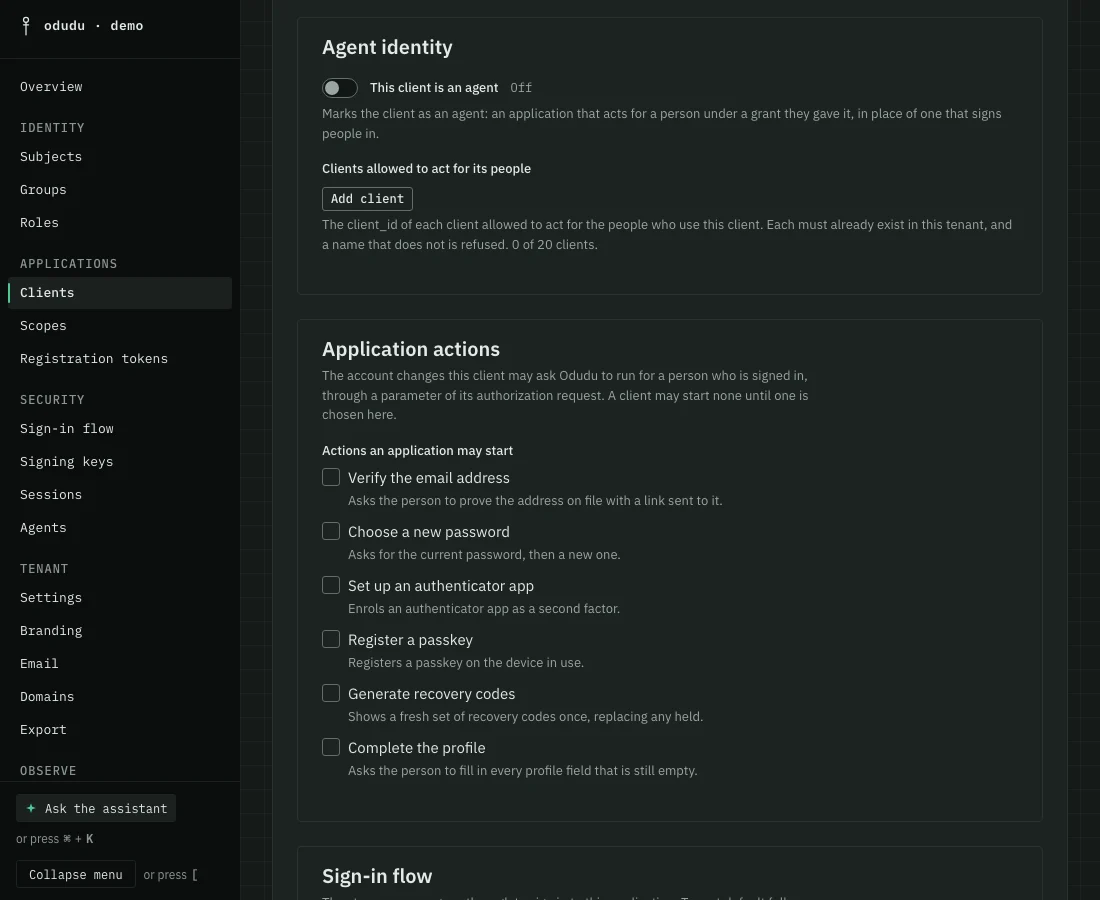 odudu · demo
Overview
IDENTITY
Subjects
Groups
Roles
APPLICATIONS
Clients
Scopes
Registration tokens
SECURITY
Sign-in flow
Signing keys
Sessions
Agents
TENANT
Settings
Branding
Email
Domains
Export
OBSERVE
Ask the assistant
or press ⌘ + K
Collapse menu or press [
Agent identity
This client is an agent Off
Marks the client as an agent: an application that acts for a person under a grant they gave it, in place of one that signs
people in.
Clients allowed to act for its people
Add client
The client_id of each client allowed to act for the people who use this client. Each must already exist in this tenant, and
a name that does not is refused. 0 of 20 clients.
Application actions
The account changes this client may ask Odudu to run for a person who is signed in,
through a parameter of its authorization request. A client may start none until one is
chosen here.
Actions an application may start
Verify the email address
Asks the person to prove the address on file with a link sent to it.
Choose a new password
Asks for the current password, then a new one.
Set up an authenticator app
Enrols an authenticator app as a second factor.
Register a passkey
Registers a passkey on the device in use.
Generate recovery codes
Shows a fresh set of recovery codes once, replacing any held.
Complete the profile
Asks the person to fill in every profile field that is still empty.
Sign-in flow